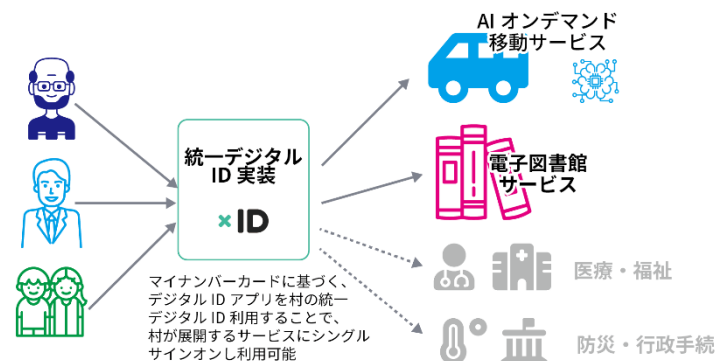 AI オンデマンド
移動サービス
統一デジタル
ID 実装
×ID
電子図書館
サービス
医療・福祉
マイナンバーカードに基づく、
デジタル ID アプリを村の統一
デジタル ID 利用することで、
村が展開するサービスにシングル
サインオンし利用可能
防災・行政手続